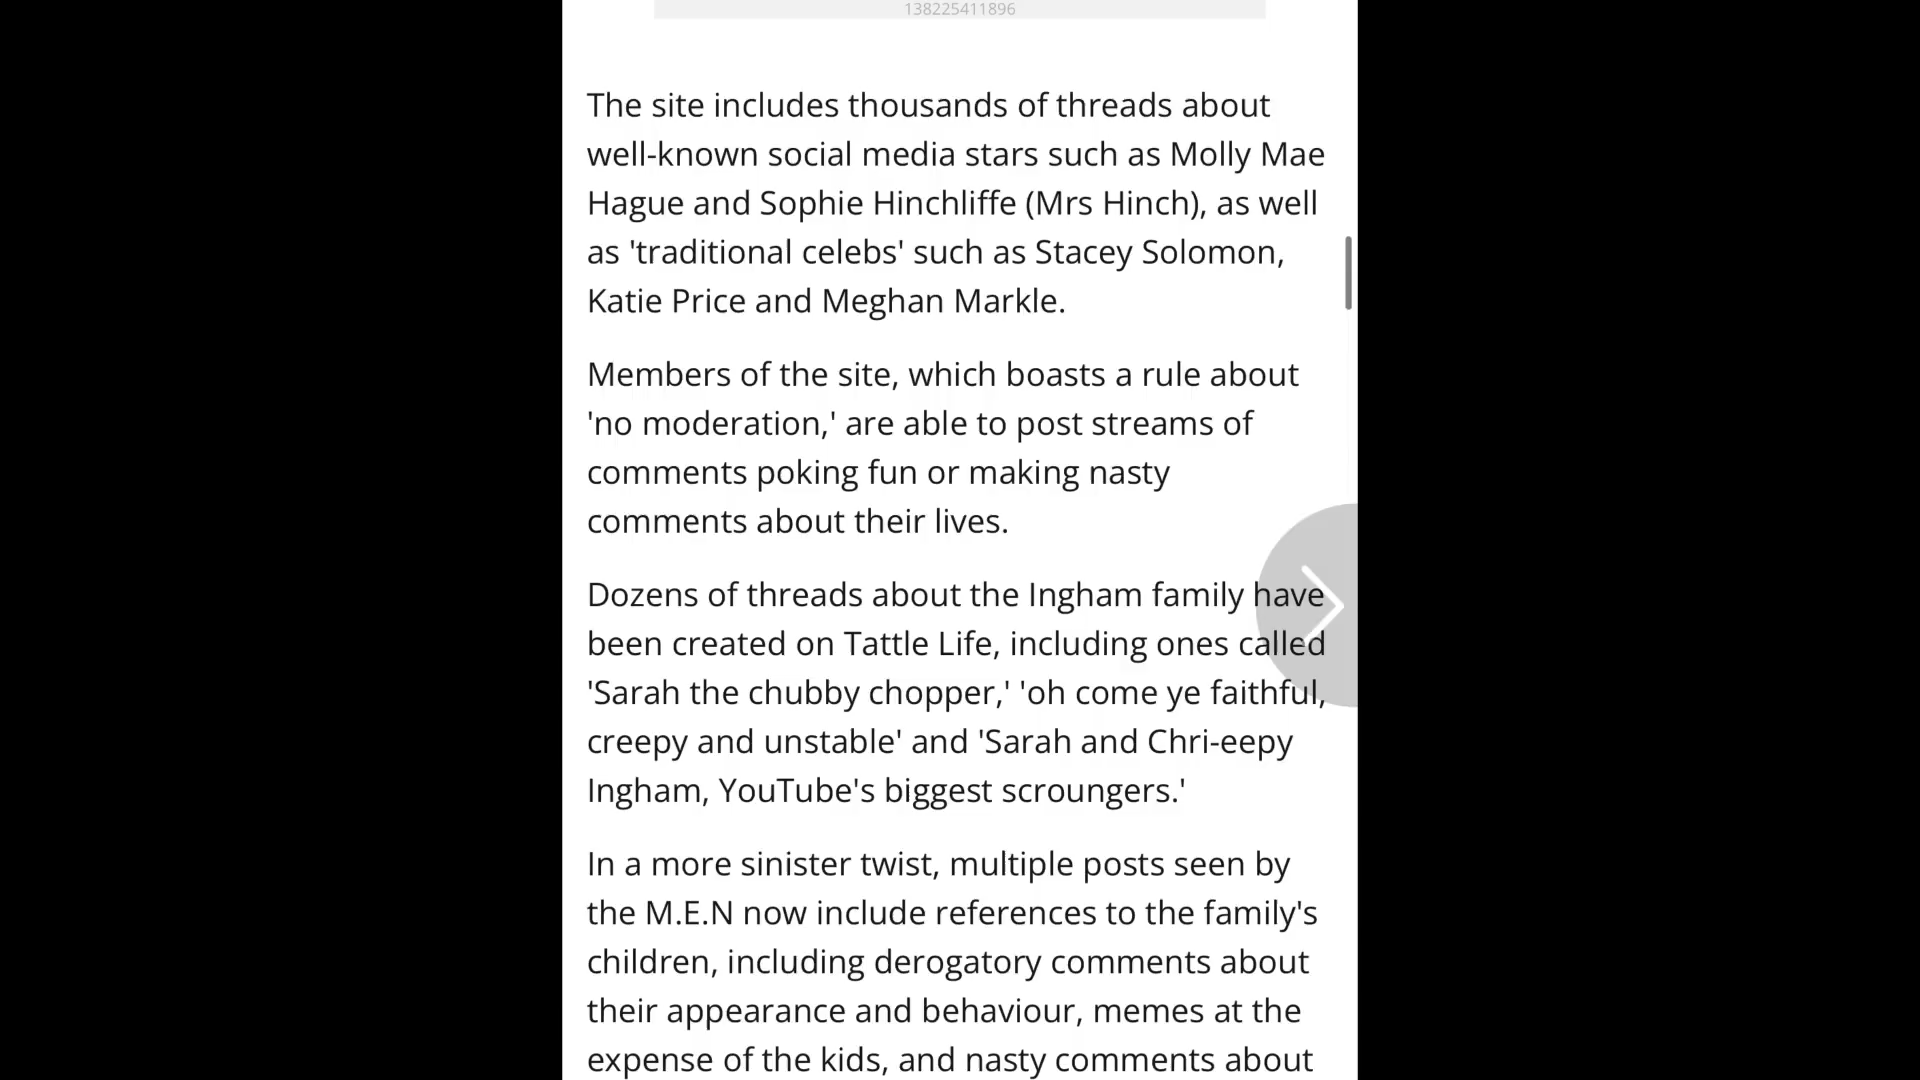 138225411896
The site includes thousands of threads about
well-known social media stars such as Molly Mae
Hague and Sophie Hinchliffe (Mrs Hinch), as well
as 'traditional celebs' such as Stacey Solomon,
Katie Price and Meghan Markle.
Members of the site, which boasts a rule about
'no moderation,' are able to post streams of
comments poking fun or making nasty
comments about their lives.
Dozens of threads about the Ingham family have
been created on Tattle Life, including ones called
'Sarah the chubby chopper,' 'oh come ye faithful,
creepy and unstable' and 'Sarah and Chri-eepy
Ingham, YouTube's biggest scroungers.'
In a more sinister twist, multiple posts seen by
the M.E.N now include references to the family's
children, including derogatory comments about
their appearance and behaviour, memes at the
expense of the kids, and nasty comments about